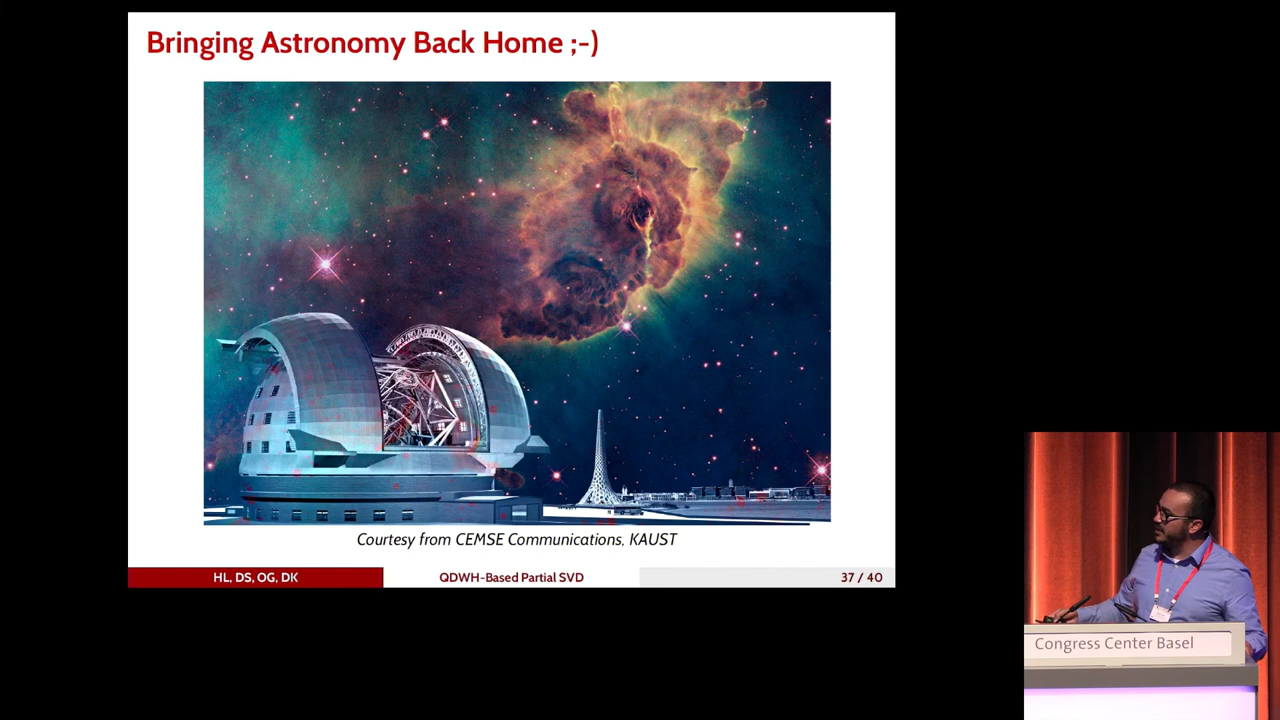 Bringing Astronomy Back Home ;-)
Courtesy from CEMSE Communications, KAUST
HL, DS, OG, DK
QDWH-Based Partial SVD
37 / 40
Congress Center Basel